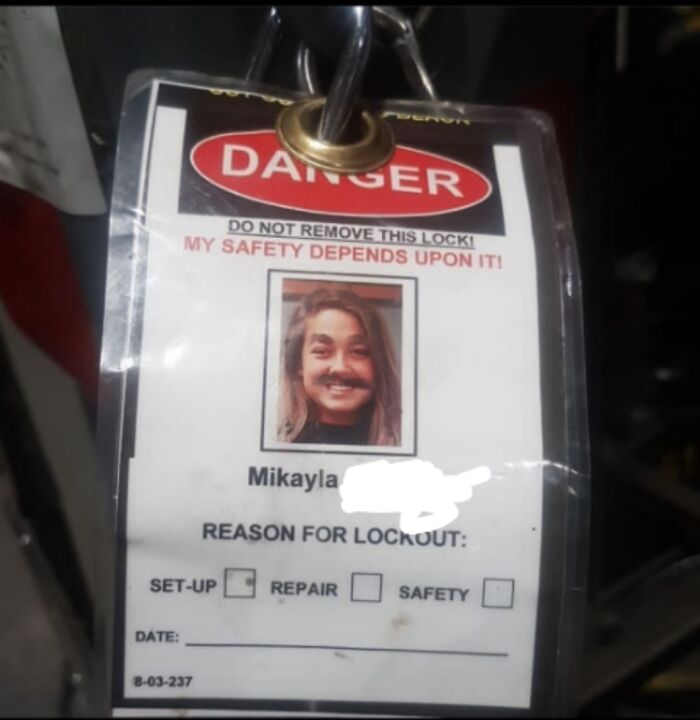 DANGER
DO NOT REMOVE THIS LOCK!
MY SAFETY DEPENDS UPON IT!
Mikayla
REASON FOR LOCKOUT:
SET-UP REPAIR SAFETY
DATE:
8-03-237